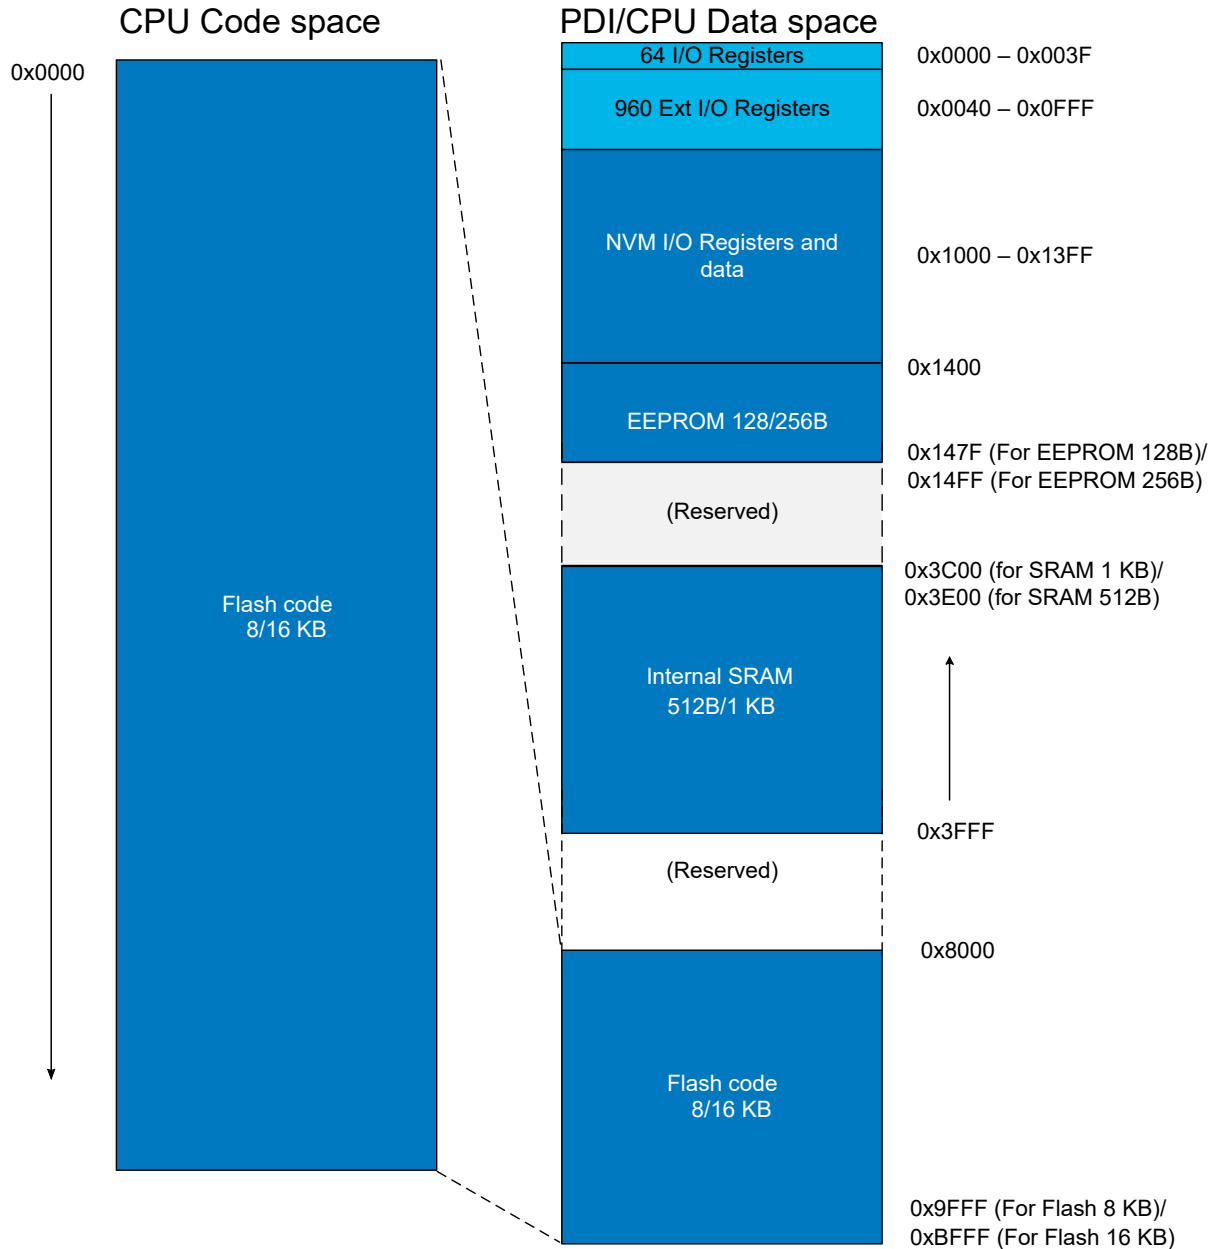 CPU Code space
0x0000
Flash code
8/16 KB
PDI/CPU Data space
64 I/O Registers
0x0000 – 0x003F
960 Ext I/O Registers
0x0040 – 0x0FFF
NVM I/O Registers and
data
0x1000 – 0x13FF
0x1400
EEPROM 128/256B
0x147F (For EEPROM 128B)/
0x14FF (For EEPROM 256B)
(Reserved)
0x3C00 (for SRAM 1 KB)/
0x3E00 (for SRAM 512B)
Internal SRAM
512B/1 KB
0x3FFF
(Reserved)
0x8000
Flash code
8/16 KB
0x9FFF (For Flash 8 KB)/
0xBFFF (For Flash 16 KB)